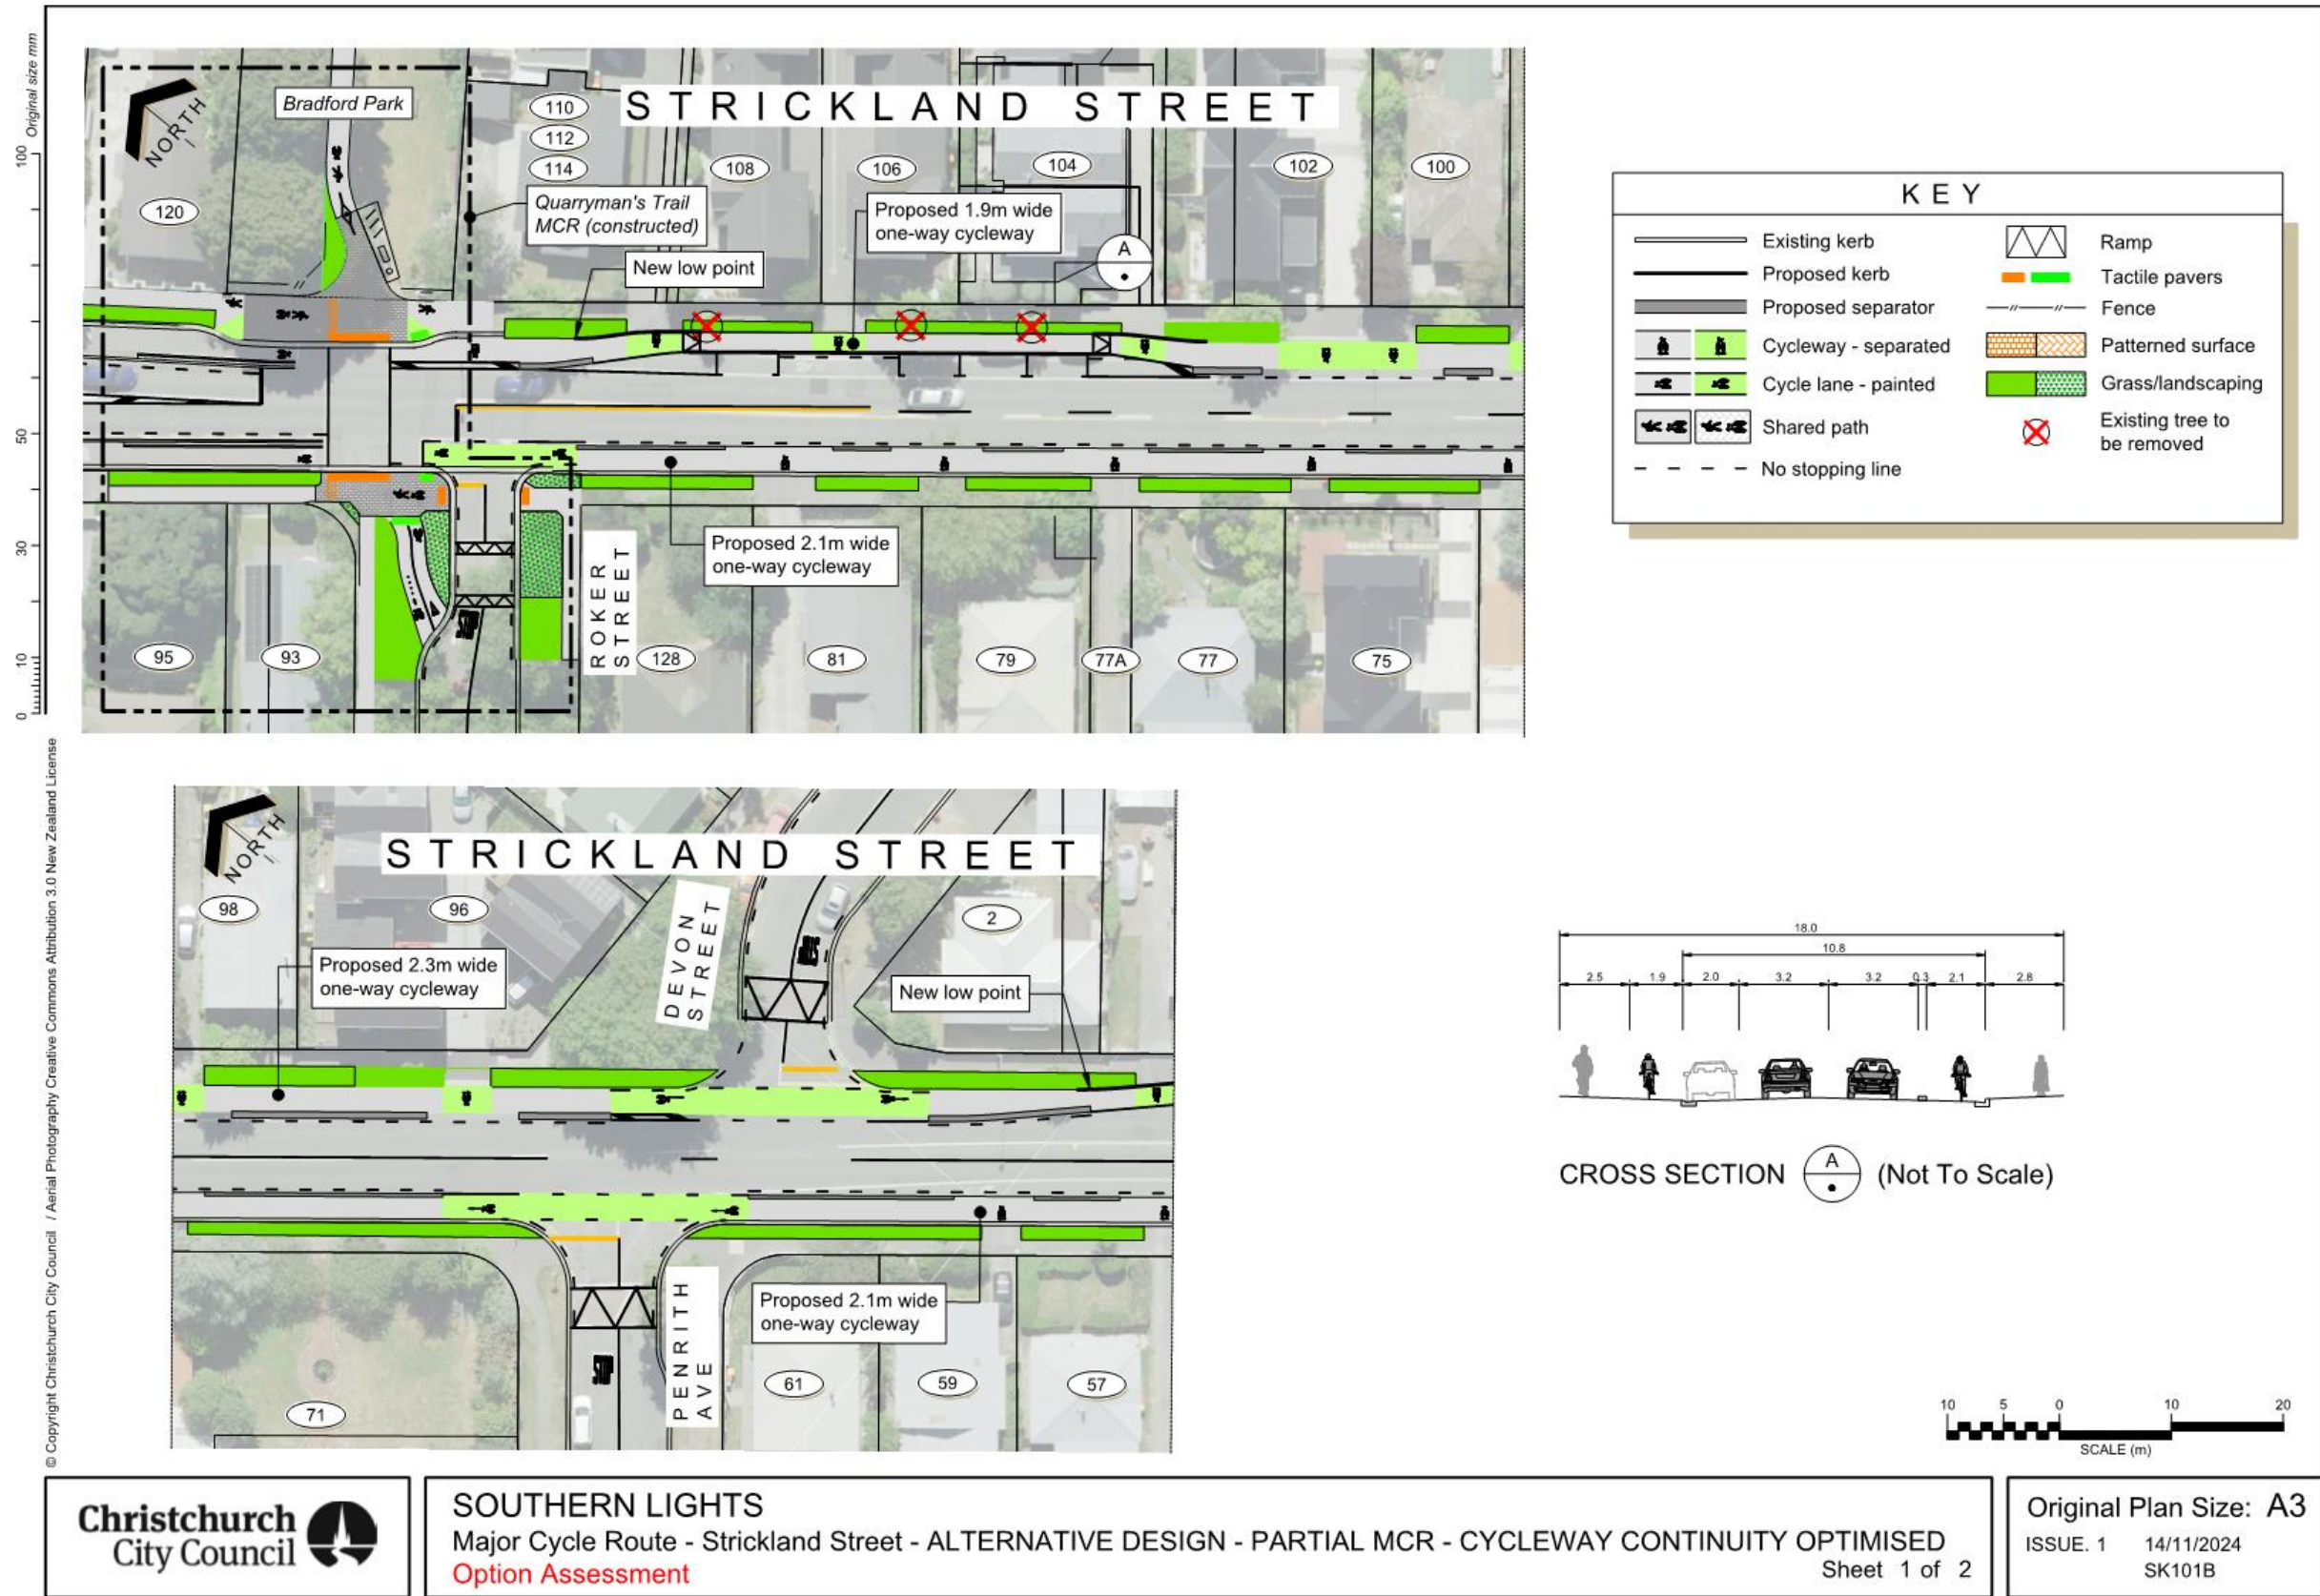 Original size mm
100
50
30
10
0
© Copyright Christchurch City Council / Aerial Photography Creative Commons Attribution 3.0 New Zealand License
NORTH
Bradford Park
STRICKLAND STREET
110
112
114
108
106
104
102
100
120
Quarryman's Trail
MCR (constructed)
Proposed 1.9m wide
one-way cycleway
New low point
A
Proposed 2.1m wide
one-way cycleway
ROKER
STREET
95
93
128
81
79
77A
77
75
KEY
Existing kerb
Proposed kerb
Proposed separator
Cycleway - separated
Cycle lane - painted
Shared path
No stopping line
Ramp
Tactile pavers
Fence
Patterned surface
Grass/landscaping
Existing tree to
be removed
NORTH
STRICKLAND STREET
98
96
2
DEVON
STREET
Proposed 2.3m wide
one-way cycleway
New low point
Proposed 2.1m wide
one-way cycleway
PENRITH
AVE
71
61
59
57
18.0
10.8
2.5 1.9 2.0 3.2 3.2 0.3 2.1 2.8
CROSS SECTION A (Not To Scale)
10 5 0 10 20
SCALE (m)
Christchurch
City Council
SOUTHERN LIGHTS
Major Cycle Route - Strickland Street - ALTERNATIVE DESIGN - PARTIAL MCR - CYCLEWAY CONTINUITY OPTIMISED
Option Assessment
Sheet 1 of 2
Original Plan Size: A3
ISSUE. 1 14/11/2024
SK101B